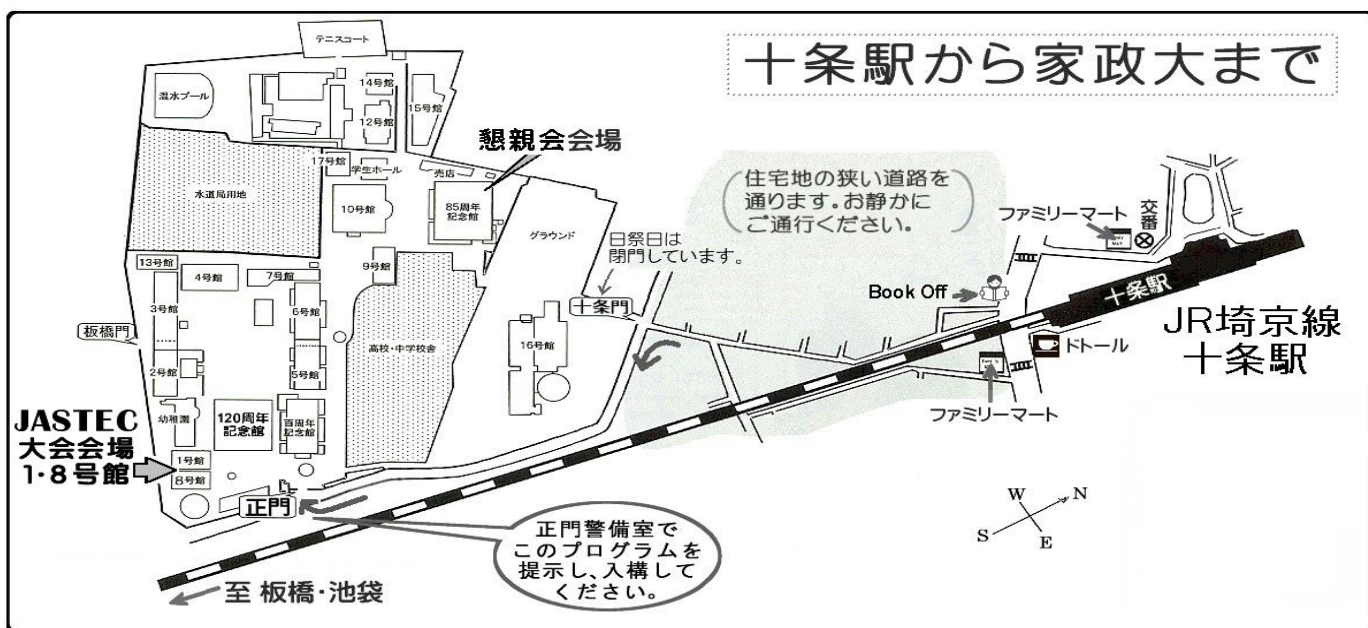 十条駅から家政大まで
テニスコート
温水プール
14号館
12号館
15号館
懇親会会場
17号館
学生ホール
売店
水道局用地
10号館
85周年
記念館
グラウンド
日祭日は
閉門しています。
十条門
住宅地の狭い道路を
通ります。お静かに
ご通行ください。
ファミリーマート
交番
Book Off
十条駅
JR埼京線
十条駅
ドトール
ファミリーマート
13号館
4号館
7号館
9号館
3号館
6号館
板橋門
高校・中学校舎
16号館
2号館
5号館
幼稚園
120周年
記念館
百周年
記念館
JASTEC
大会会場
1・8号館
1号館
8号館
正門
正門警備室で
このプログラムを
提示し、入構して
ください。
至 板橋・池袋
W
N
S
E